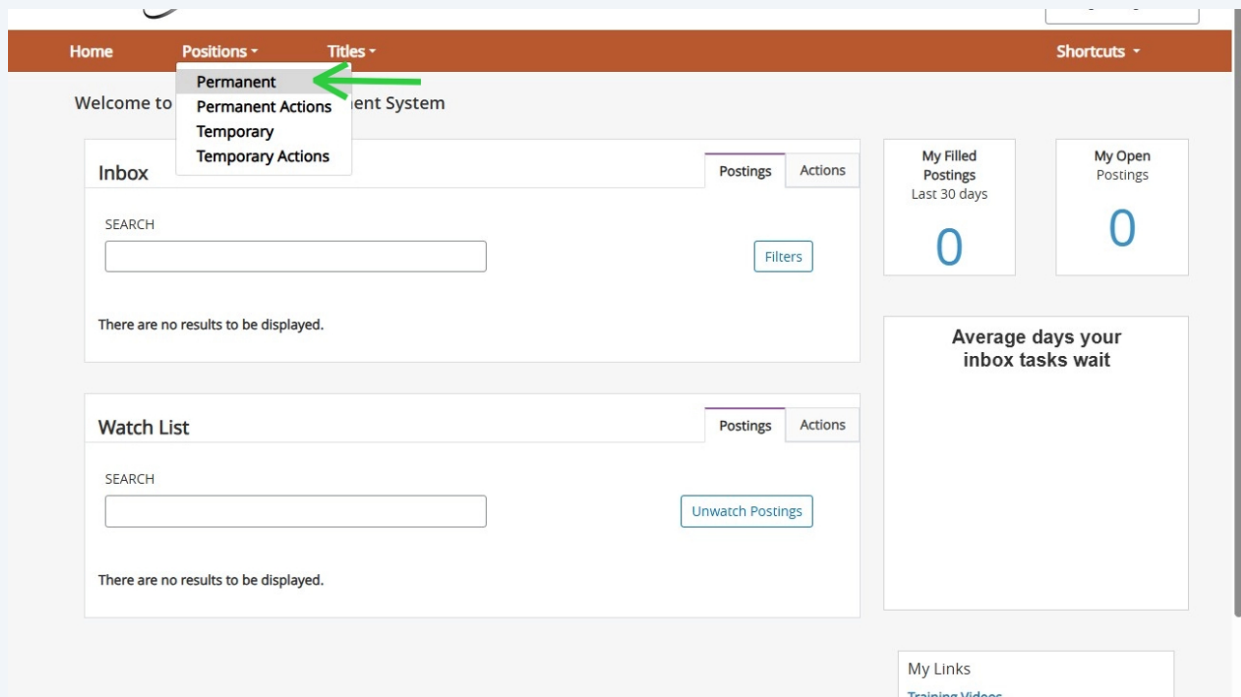 Home Positions Titles Shortcuts
Permanent
Welcome to ent System
Permanent Actions
Temporary
Temporary Actions
Inbox
Postings Actions
SEARCH
Filters
There are no results to be displayed.
My Filled
Postings
Last 30 days
0
My Open
Postings
0
Average days your
inbox tasks wait
Watch List
Postings Actions
SEARCH
Unwatch Postings
There are no results to be displayed.
My Links
Training Videos